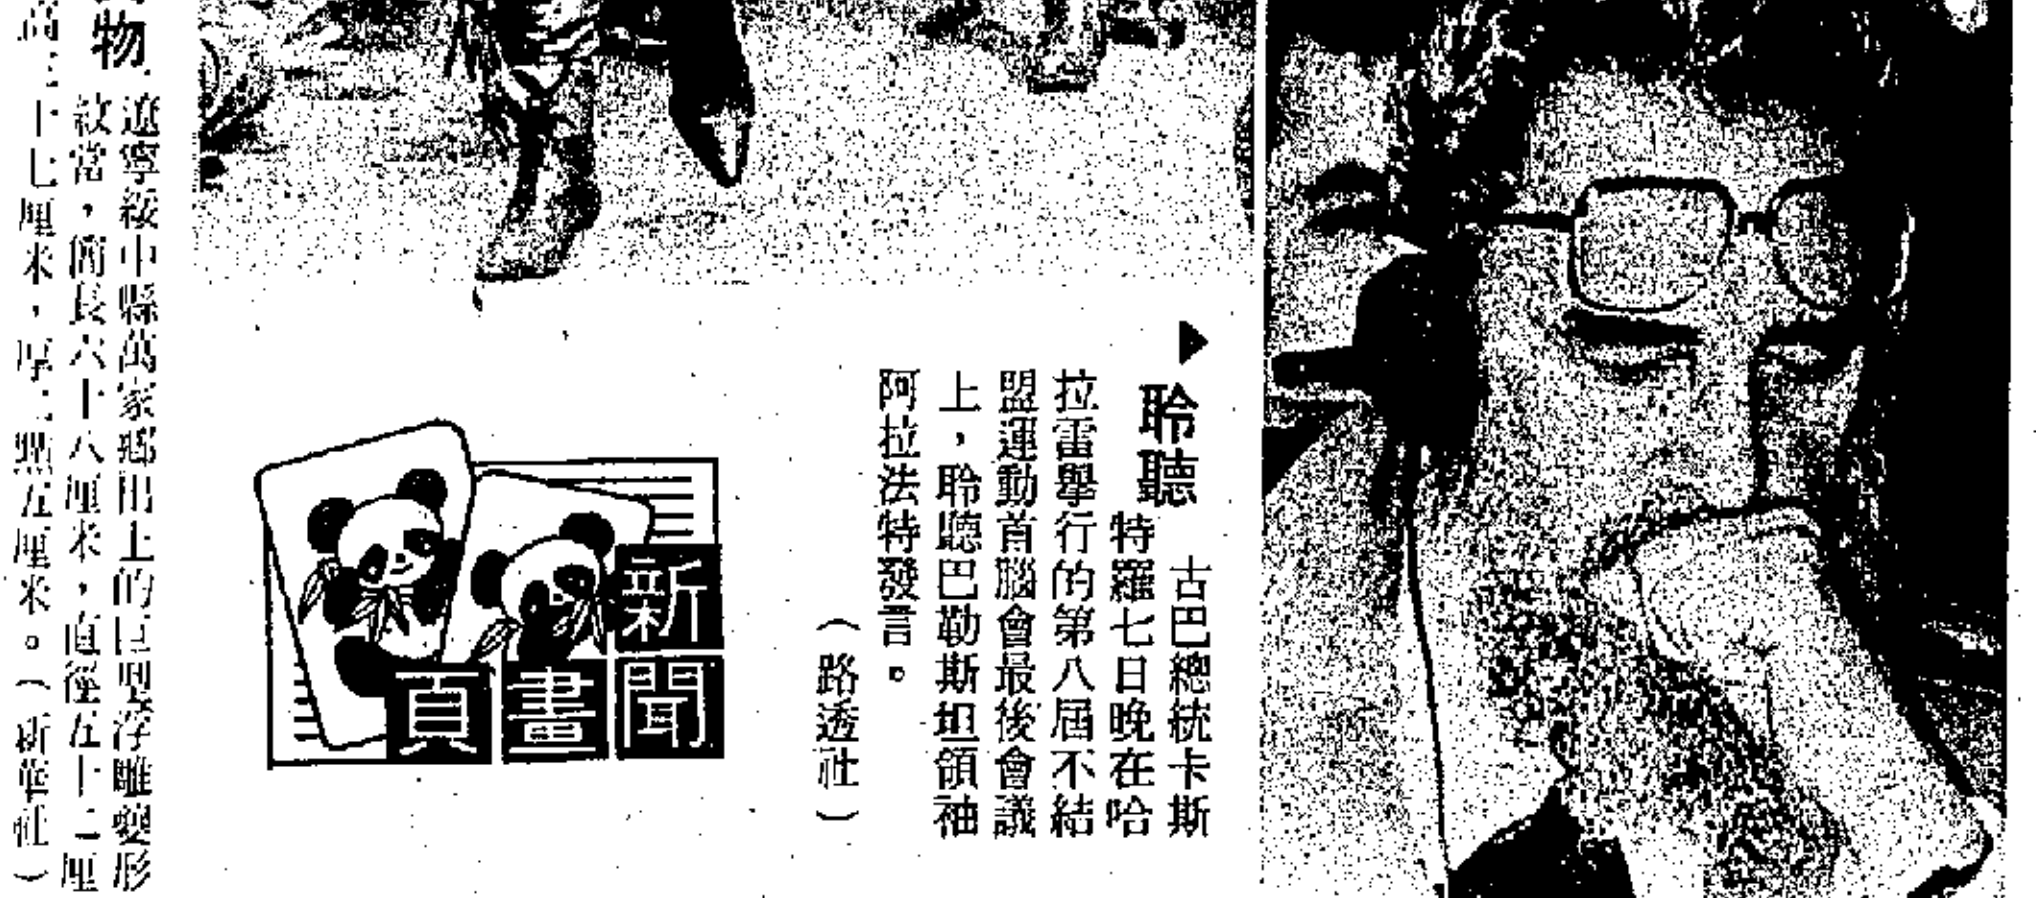 聆聽
古巴總統卡斯
特羅七日晚在哈
拉雷舉行的第八屆不結
盟運動首腦會最後會議
上，聆聽巴勒斯坦領袖
阿拉法特發言。
（路透社）
新聞
畫頁
物
遼寧綏中縣萬家鄉出土的巨型浮雕變形
紋當，簡長六十八厘米，直徑五十二厘
高三十七厘米，厚二點五厘米。（新華社）